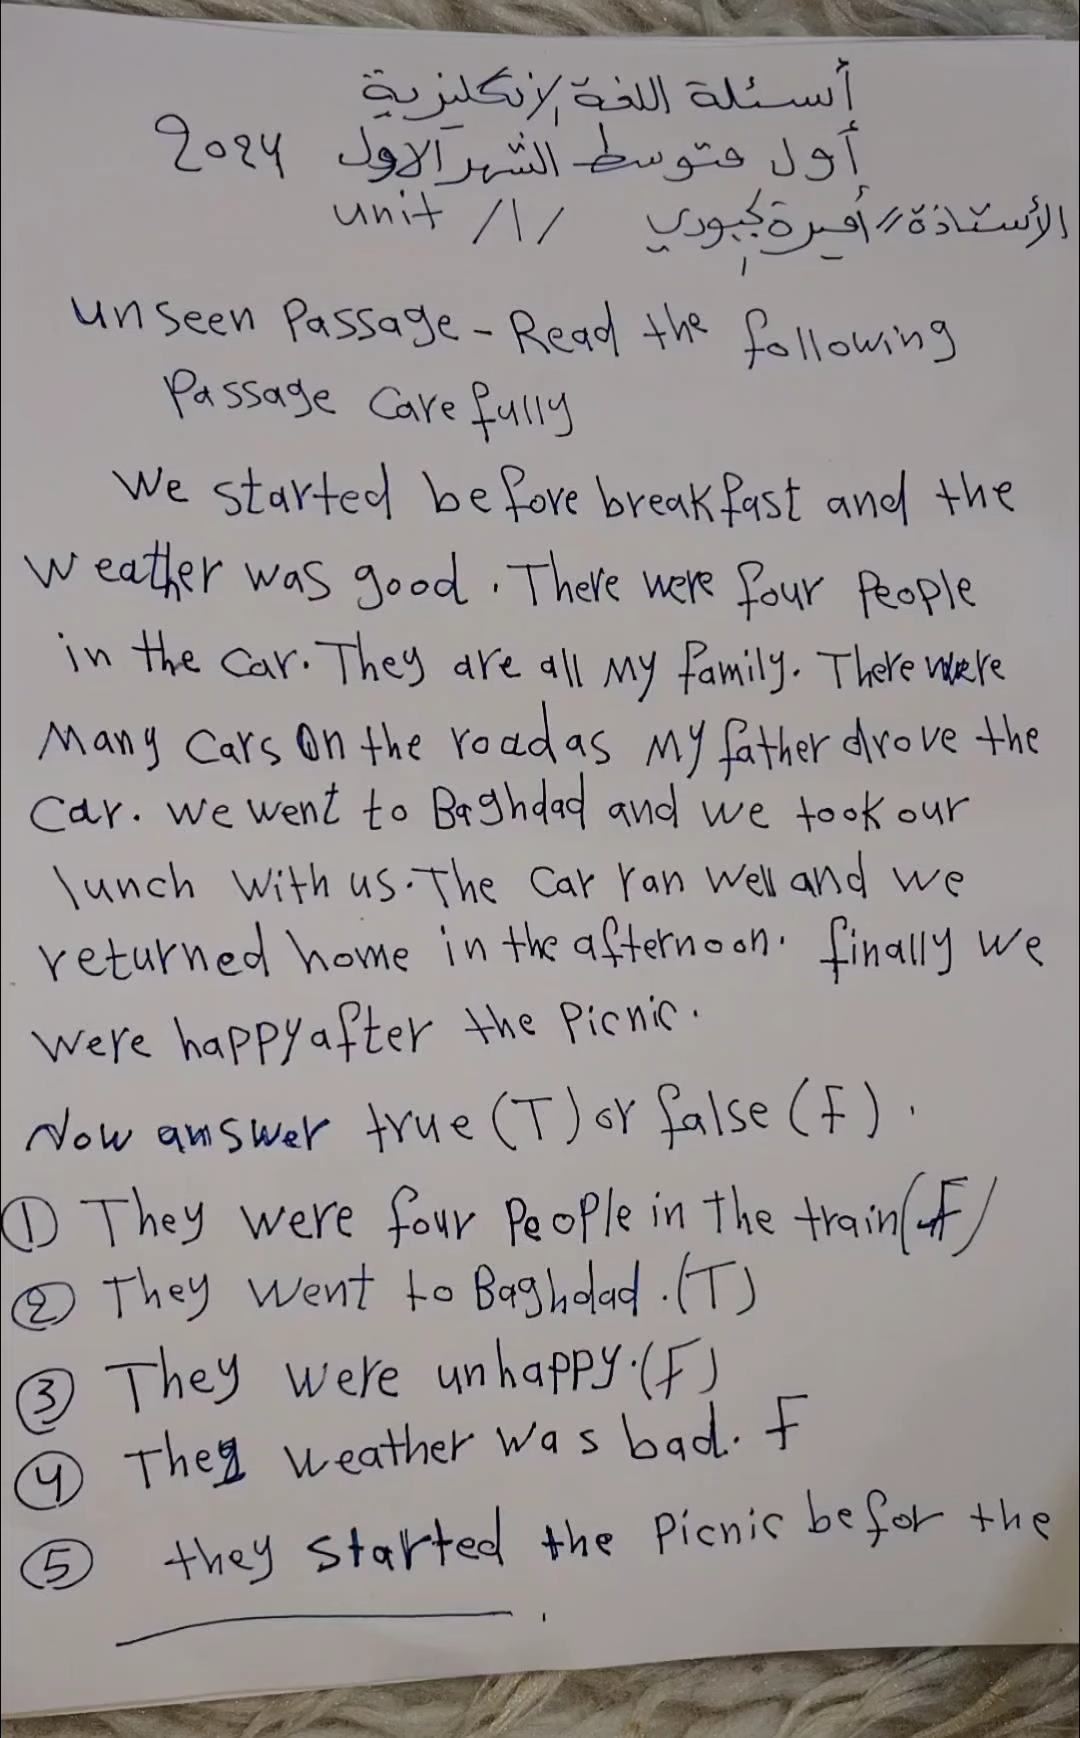 أسئلة اللغة الإنكليزية
أول متوسط الشهر الأول 2024
الأستاذة // أميرة جبوري unit /1/
unseen Passage - Read the following
Passage Carefully
We started before breakfast and the
weather was good. There were four People
in the car. They are all My family. There were
Many Cars on the road as My father drove the
Car. we went to Baghdad and we took our
lunch with us. The Car ran well and we
returned home in the afternoon. finally we
were happy after the Picnic.
Now answer true (T) or false (F).
① They were four People in the train (F)
② They went to Baghdad. (T)
③ They were unhappy. (F)
④ They weather was bad. F
⑤ they started the Picnic befor the